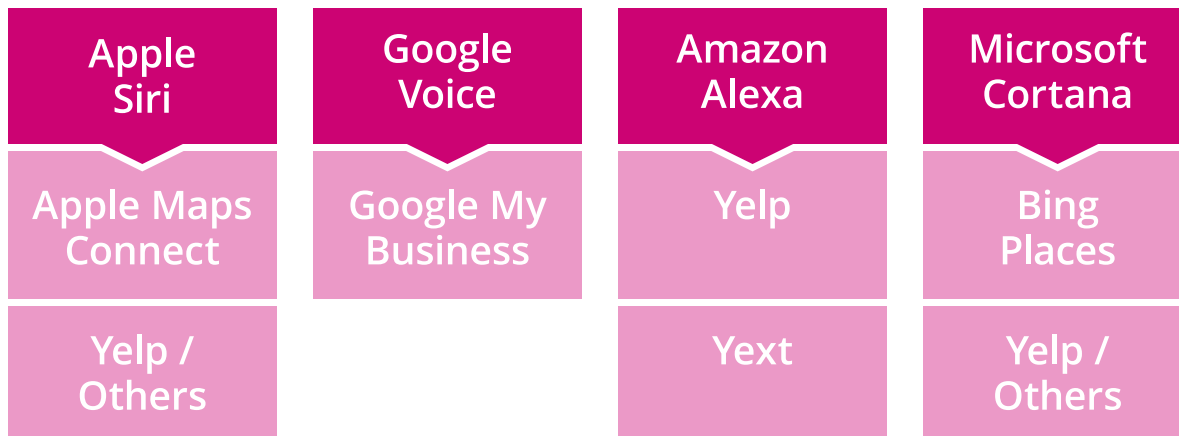 Apple
Siri
Google
Voice
Amazon
Alexa
Microsoft
Cortana
Apple Maps
Connect
Google My
Business
Yelp
Bing
Places
Yelp /
Others
Yext
Yelp /
Others